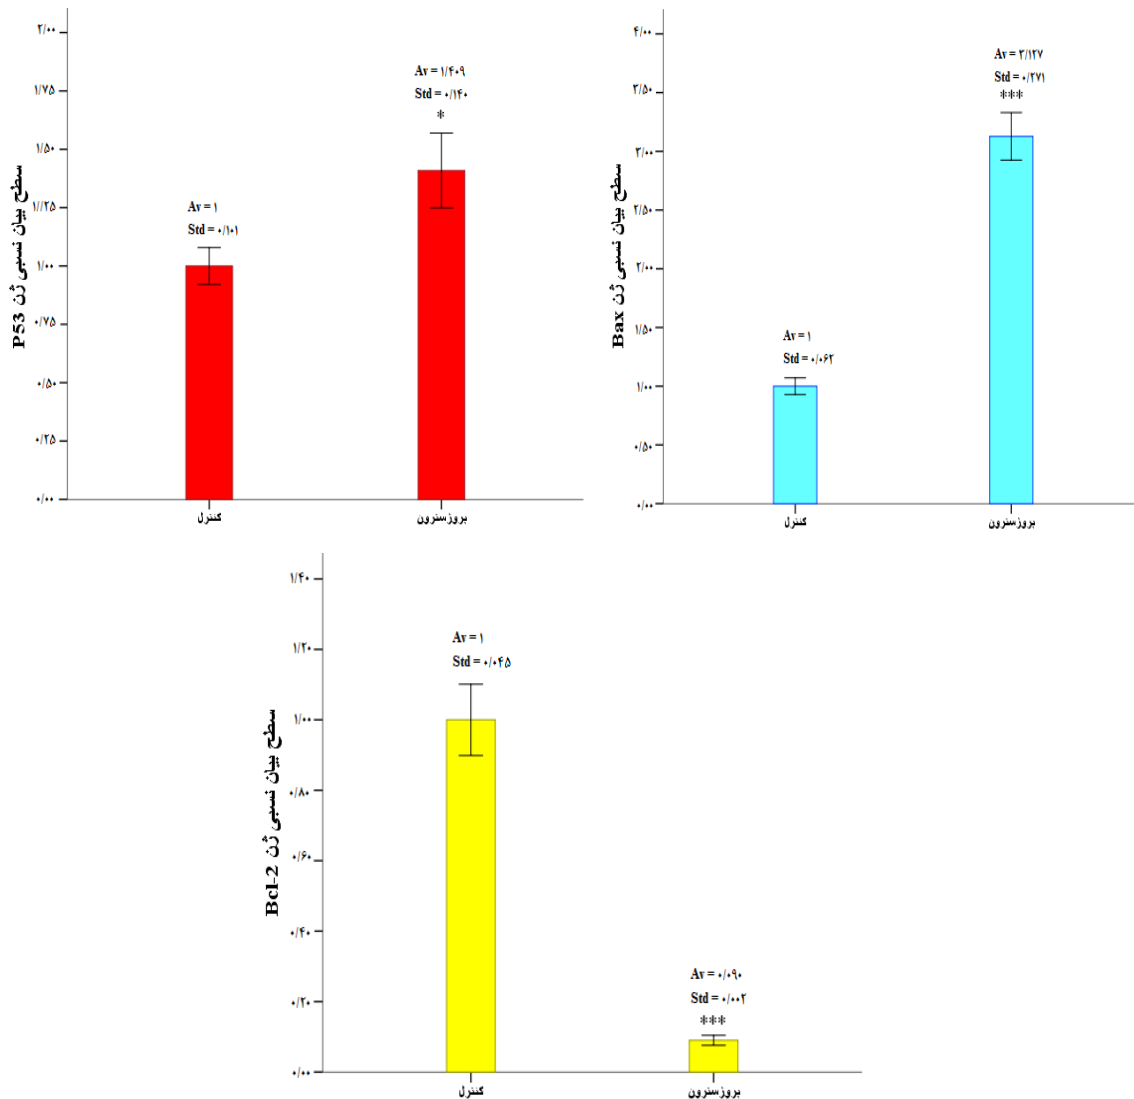 سطح بیان نسبی ژن P53
۲/۰۰
۱/۷۵
۱/۵۰
۱/۲۵
۱/۰۰
۰/۷۵
۰/۵۰
۰/۲۵
۰/۰۰
Av = ۱
Std = ۰/۱۰۱
Av = ۱/۴۰۹
Std = ۰/۱۴۰
*
کنترل
پروژسترون
سطح بیان نسبی ژن Bax
۴/۰۰
۳/۵۰
۳/۰۰
۲/۵۰
۲/۰۰
۱/۵۰
۱/۰۰
۰/۵۰
۰/۰۰
Av = ۱
Std = ۰/۰۶۲
Av = ۳/۱۲۷
Std = ۰/۲۷۱
***
کنترل
پروژسترون
سطح بیان نسبی ژن Bcl-2
۱/۴۰
۱/۲۰
۱/۰۰
۰/۸۰
۰/۶۰
۰/۴۰
۰/۲۰
۰/۰۰
Av = ۱
Std = ۰/۰۴۵
Av = ۰/۰۹۰
Std = ۰/۰۰۲
***
کنترل
پروژسترون